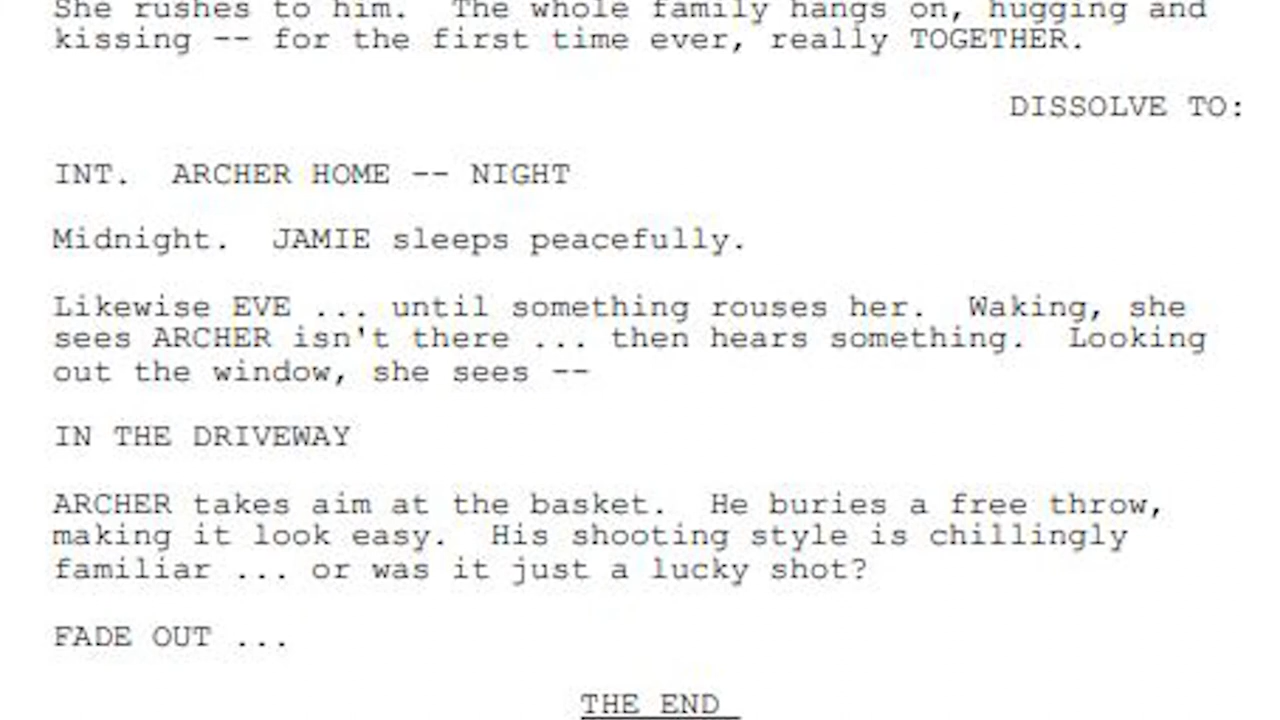 She rushes to him.  The whole family hangs on, hugging and
kissing -- for the first time ever, really TOGETHER.
DISSOLVE TO:
INT.  ARCHER HOME -- NIGHT
Midnight.  JAMIE sleeps peacefully.
Likewise EVE ... until something rouses her.  Waking, she
sees ARCHER isn't there ... then hears something.  Looking
out the window, she sees --
IN THE DRIVEWAY
ARCHER takes aim at the basket.  He buries a free throw,
making it look easy.  His shooting style is chillingly
familiar ... or was it just a lucky shot?
FADE OUT ...
THE END